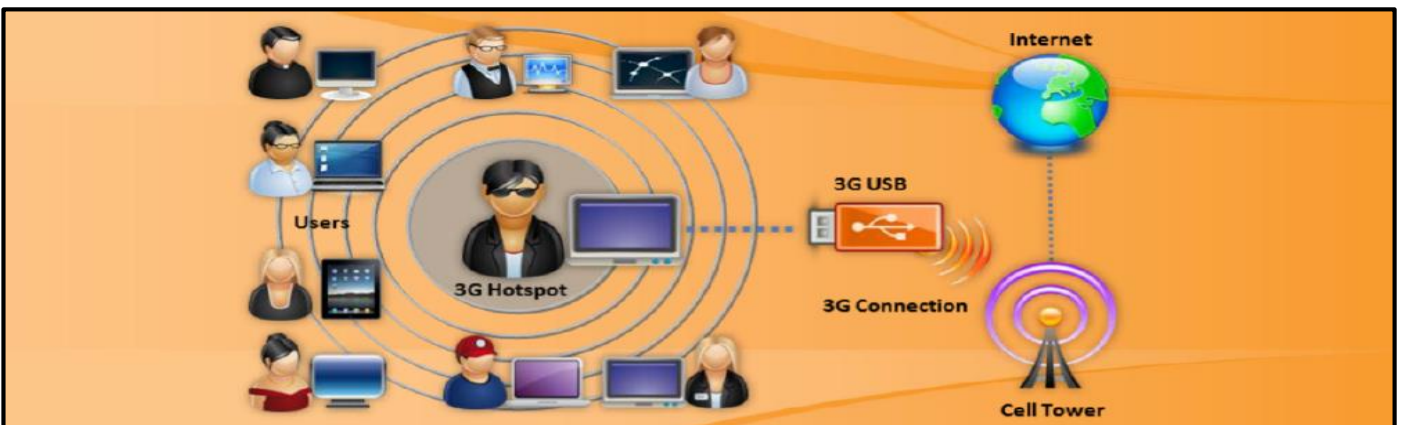 Internet
3G USB
Users
3G Hotspot
3G Connection
Cell Tower